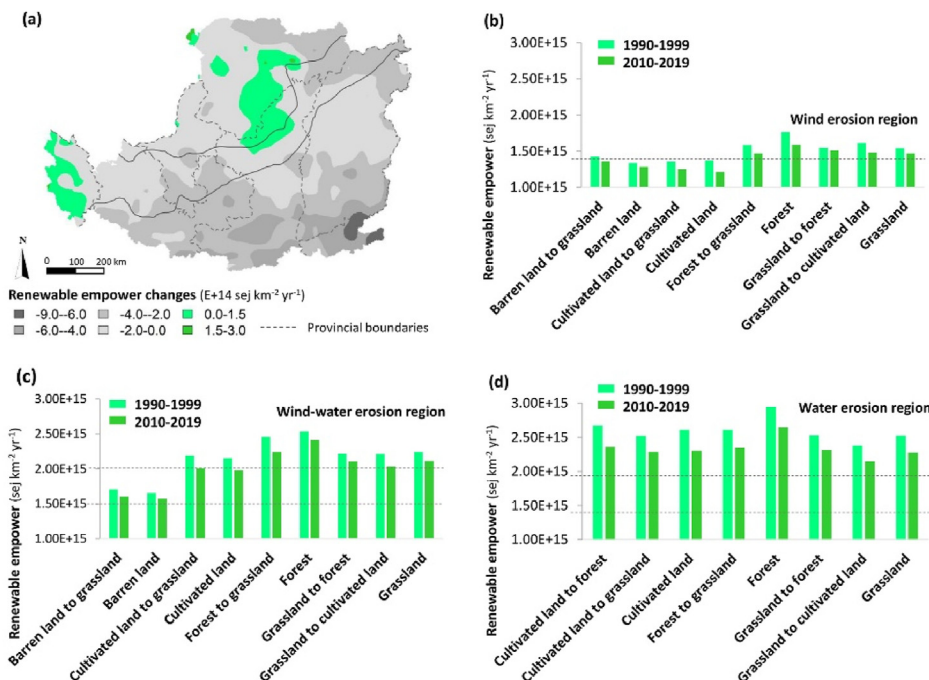 (a)
N
0 100 200 km
Renewable empower changes (E+14 sej km⁻² yr⁻¹)
-9.0--6.0 -4.0--2.0 0.0-1.5
-6.0--4.0 -2.0-0.0 1.5-3.0 Provincial boundaries
(b)
1990-1999
2010-2019
Wind erosion region
Renewable empower (sej km⁻² yr⁻¹)
3.00E+15
2.50E+15
2.00E+15
1.50E+15
1.00E+15
Barren land to grassland
Barren land
Cultivated land to grassland
Cultivated land
Forest to grassland
Forest
Grassland to forest
Grassland to cultivated land
Grassland
(c)
1990-1999
2010-2019
Wind-water erosion region
Renewable empower (sej km⁻² yr⁻¹)
3.00E+15
2.50E+15
2.00E+15
1.50E+15
1.00E+15
Barren land to grassland
Barren land
Cultivated land to grassland
Cultivated land
Forest to grassland
Forest
Grassland to forest
Grassland to cultivated land
Grassland
(d)
1990-1999
2010-2019
Water erosion region
Renewable empower (sej km⁻² yr⁻¹)
3.00E+15
2.50E+15
2.00E+15
1.50E+15
1.00E+15
Cultivated land to forest
Cultivated land to grassland
Cultivated land
Forest to grassland
Forest
Grassland to forest
Grassland to cultivated land
Grassland